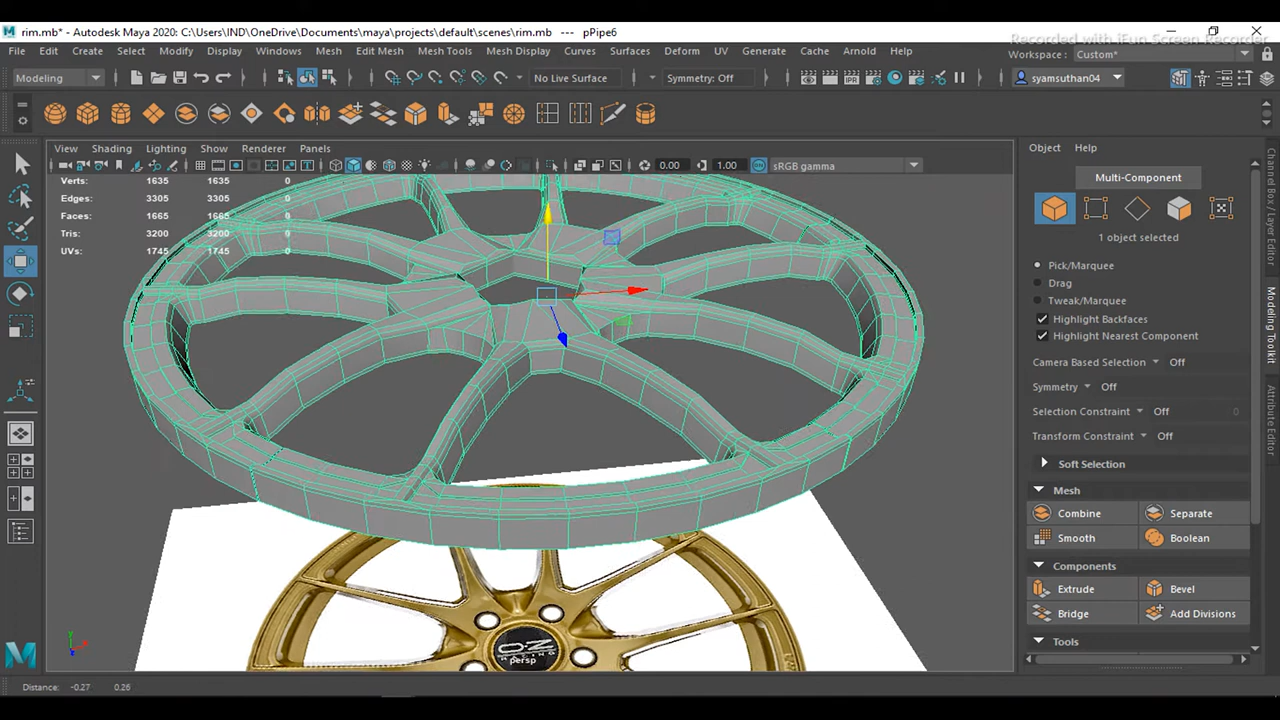 rim.mb* - Autodesk Maya 2020: C:\Users\IND\OneDrive\Documents\maya\projects\default\scenes\rim.mb --- pPipe6
Recorded with iFun Screen Recorder
File Edit Create Select Modify Display Windows Mesh Edit Mesh Mesh Tools Mesh Display Curves Surfaces Deform UV Generate Cache Arnold Help
Workspace : Custom*
Modeling No Live Surface Symmetry: Off syamsuthan04
View Shading Lighting Show Renderer Panels
0.00 1.00 sRGB gamma
Verts: 1635 1635 0
Edges: 3305 3305 0
Faces: 1665 1665 0
Tris: 3200 3200 0
UVs: 1745 1745 0
O·Z
RACING
persp
Object Help
Multi-Component
1 object selected
Pick/Marquee
Drag
Tweak/Marquee
Highlight Backfaces
Highlight Nearest Component
Camera Based Selection Off
Symmetry Off
Selection Constraint Off 0
Transform Constraint Off
Soft Selection
Mesh
Combine Separate
Smooth Boolean
Components
Extrude Bevel
Bridge Add Divisions
Tools
Channel Box / Layer Editor
Modeling Toolkit
Attribute Editor
Distance: -0.27 0.26